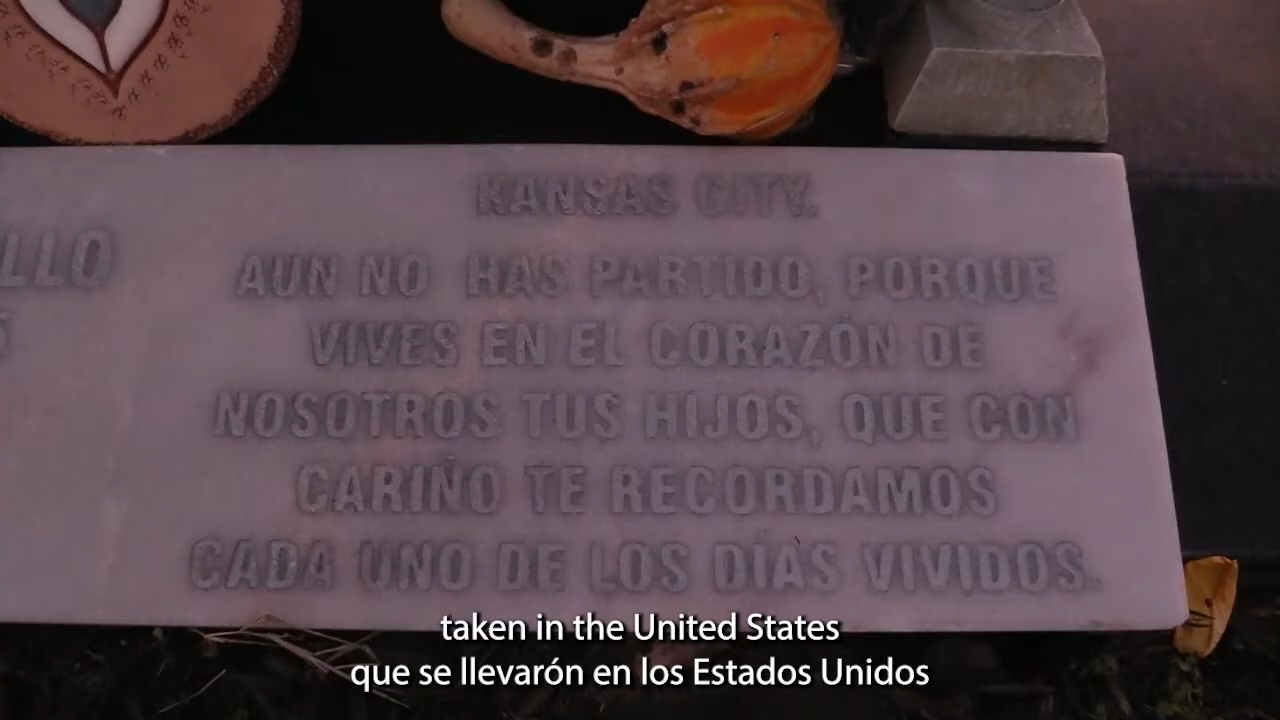 LLO
S
KANSAS CITY.
AUN NO HAS PARTIDO, PORQUE
VIVES EN EL CORAZÓN DE
NOSOTROS TUS HIJOS, QUE CON
CARIÑO TE RECORDAMOS
CADA UNO DE LOS DÍAS VIVIDOS.
taken in the United States
que se llevarón en los Estados Unidos